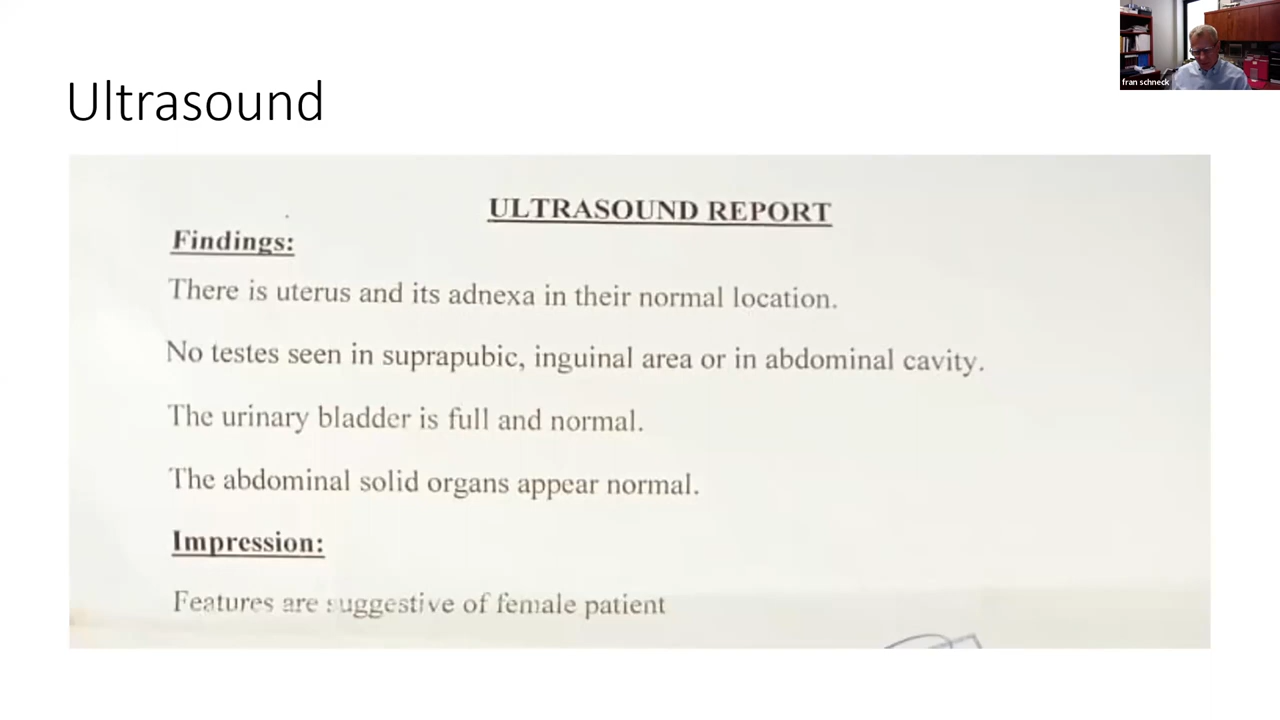 Ultrasound
fran schneck
ULTRASOUND REPORT
Findings:
There is uterus and its adnexa in their normal location.
No testes seen in suprapubic, inguinal area or in abdominal cavity.
The urinary bladder is full and normal.
The abdominal solid organs appear normal.
Impression:
Features are suggestive of female patient